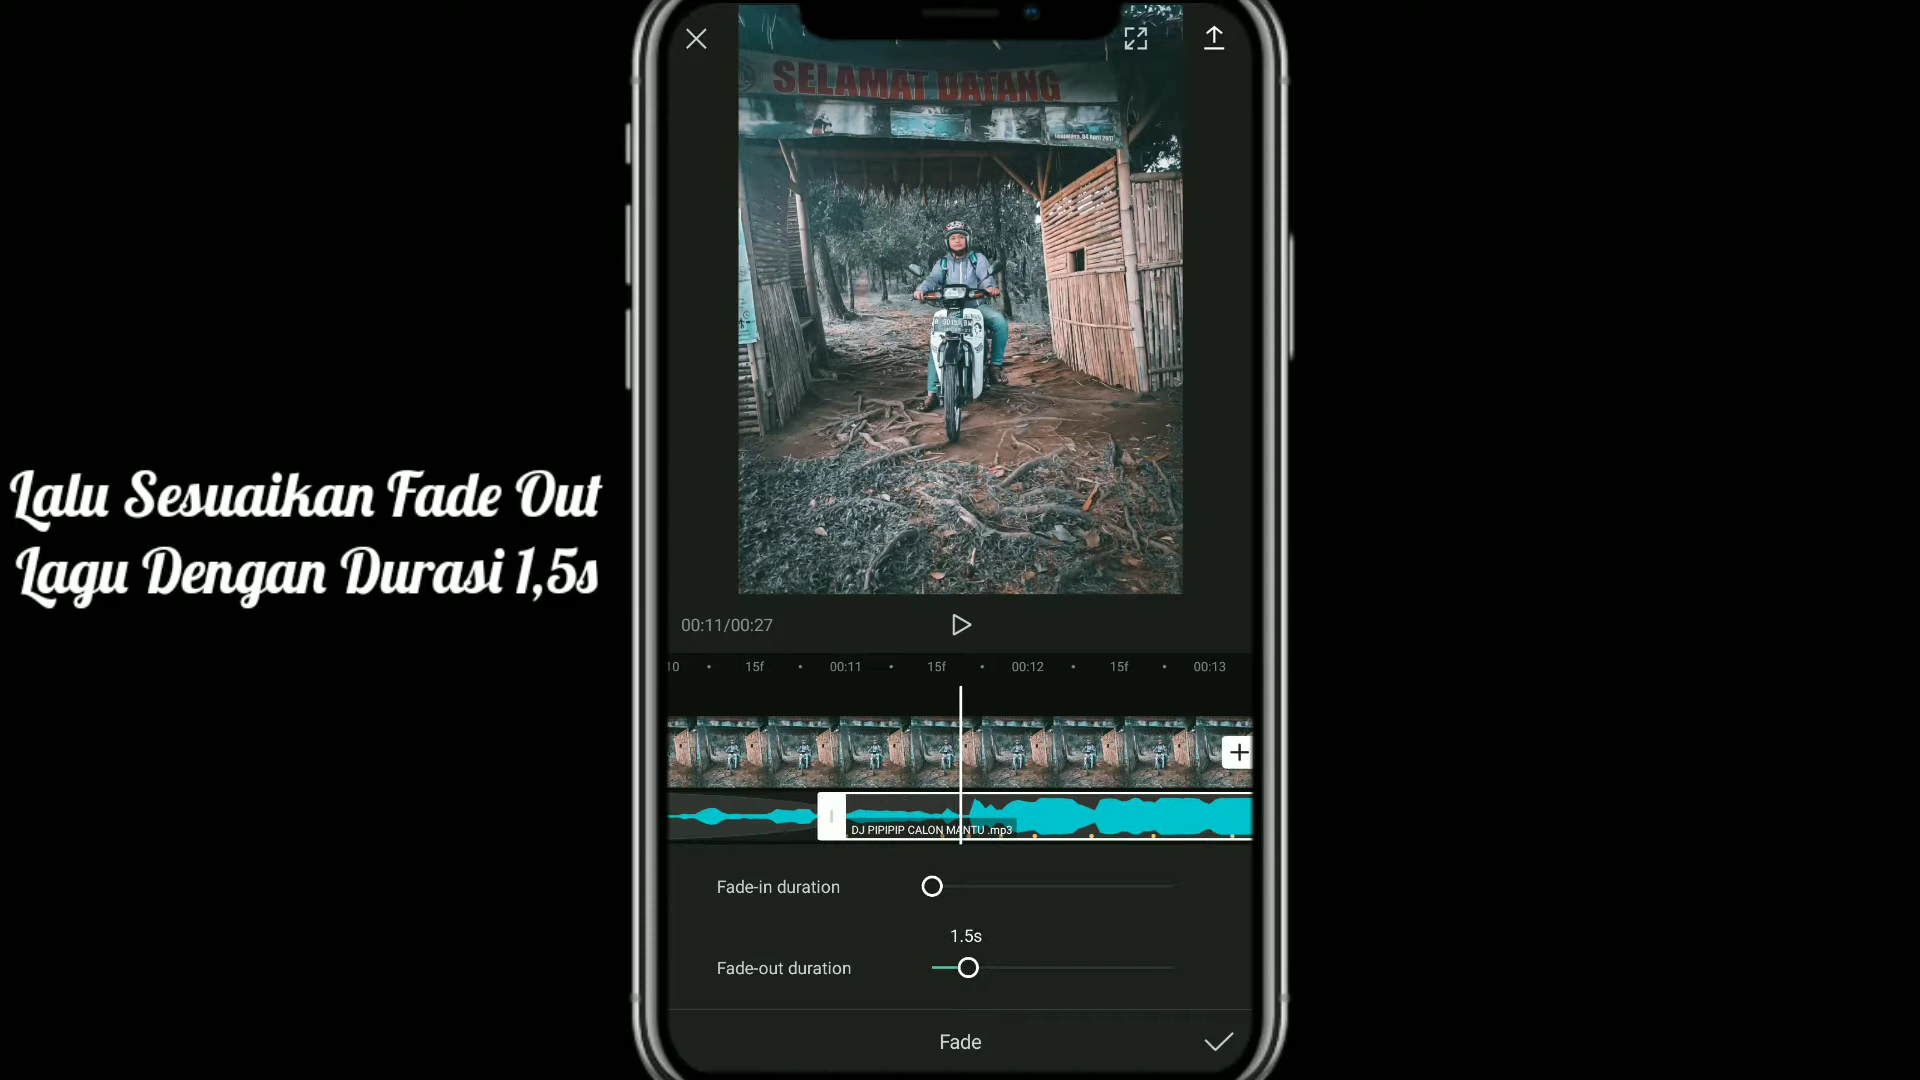 SELAMAT DATANG
Lalu Sesuaikan Fade Out
Lagu Dengan Durasi 1,5s
00:11/00:27
10 15f 00:11 15f 00:12 15f 00:13
DJ PIPIPIP CALON MANTU .mp3
Fade-in duration
1.5s
Fade-out duration
Fade